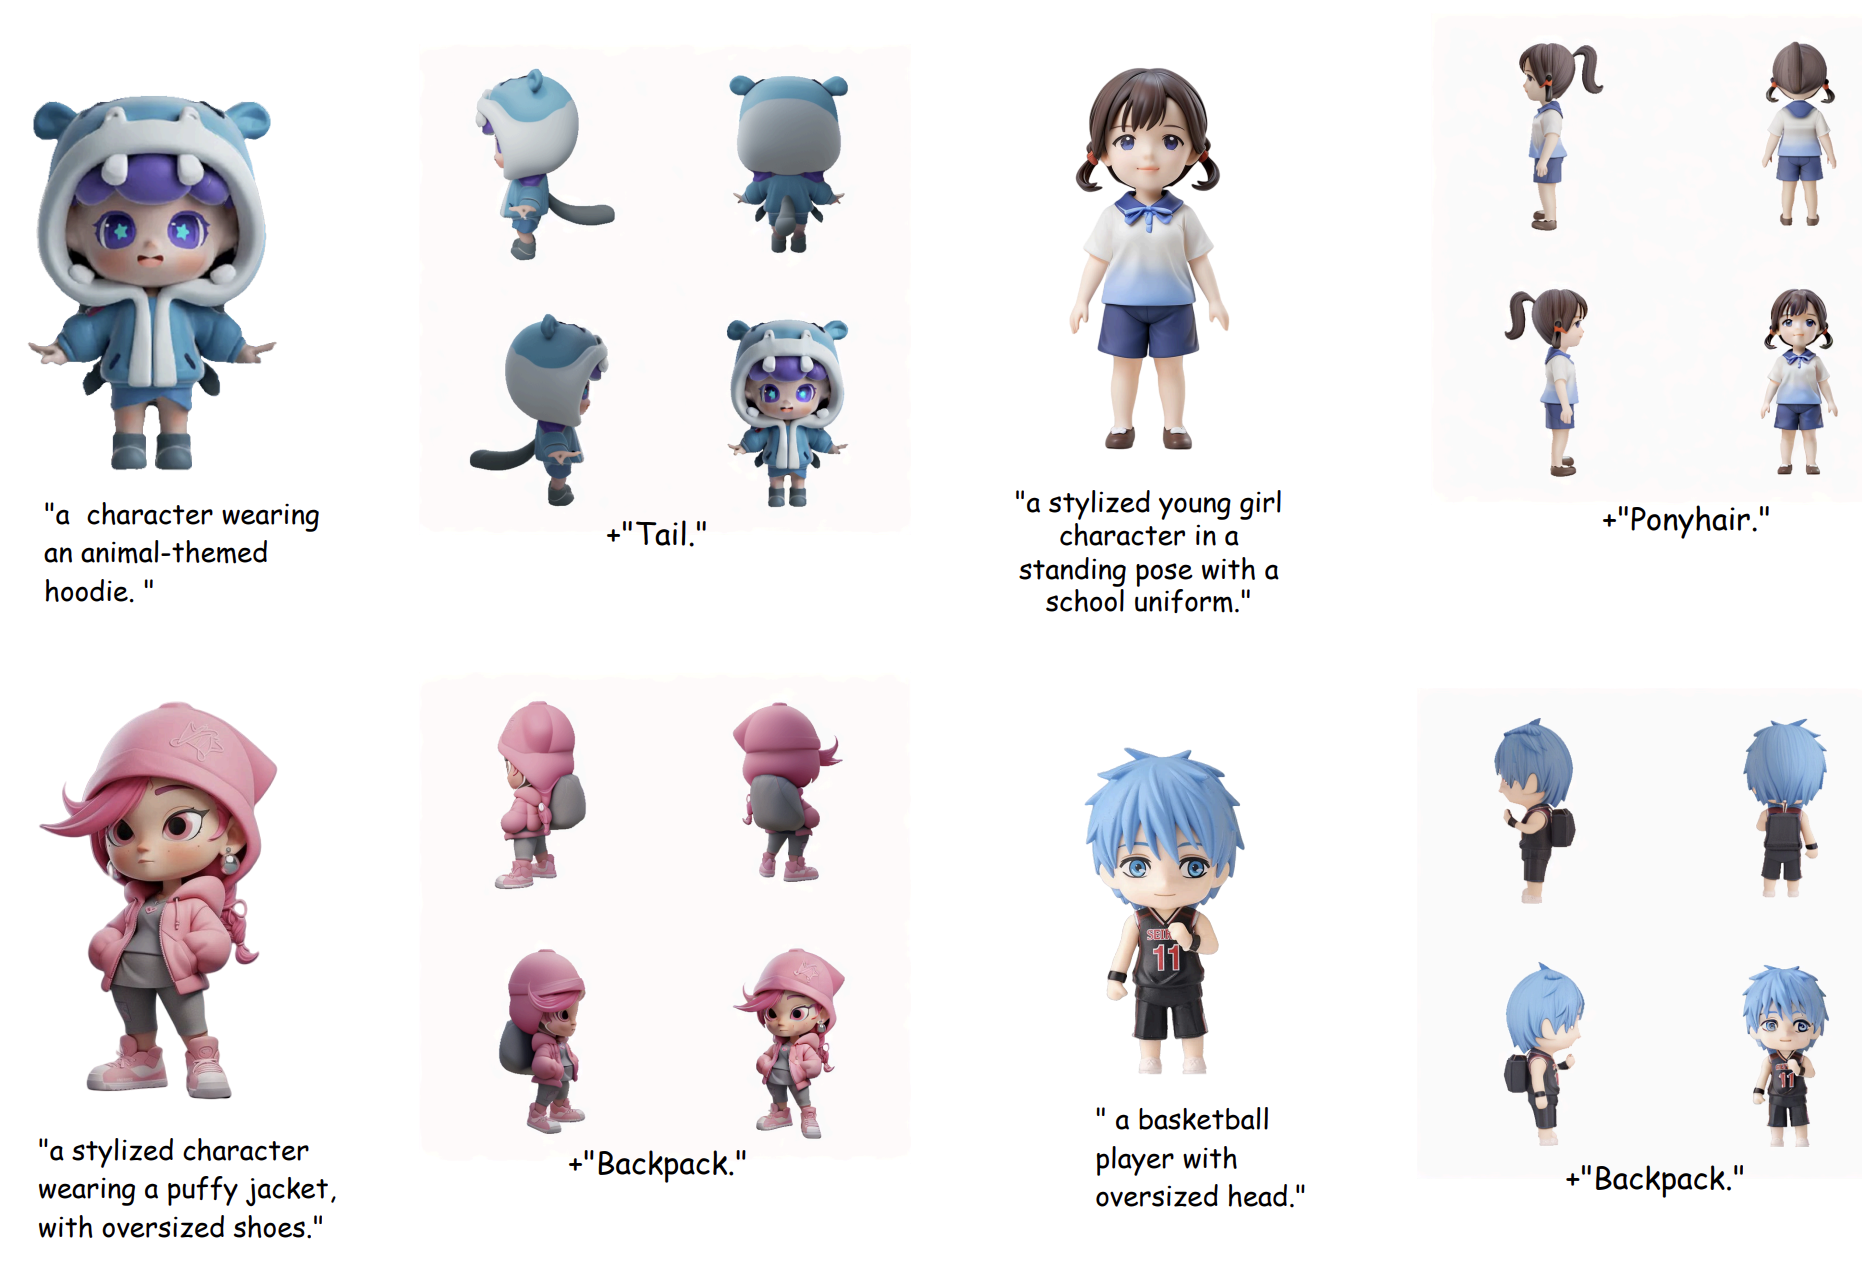 "a  character wearing
an animal-themed
hoodie. "
+"Tail."
"a stylized young girl
character in a
standing pose with a
school uniform."
+"Ponyhair."
"a stylized character
wearing a puffy jacket,
with oversized shoes."
+"Backpack."
SEIR
11
" a basketball
player with
oversized head."
11
+"Backpack."